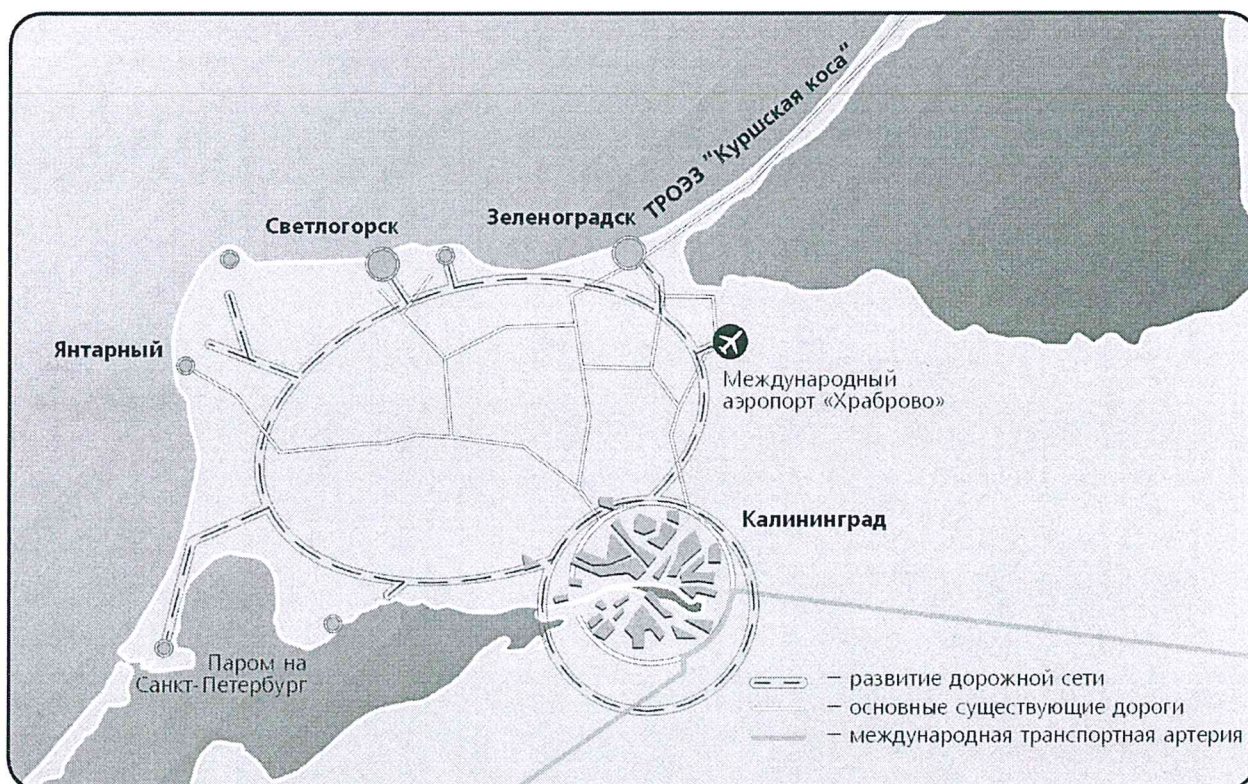 ТРОЭЗ "Куршская коса"
Зеленоградск
Светлогорск
Янтарный
Международный
аэропорт «Храброво»
Калининград
Паром на
Санкт-Петербург
– развитие дорожной сети
– основные существующие дороги
– международная транспортная артерия